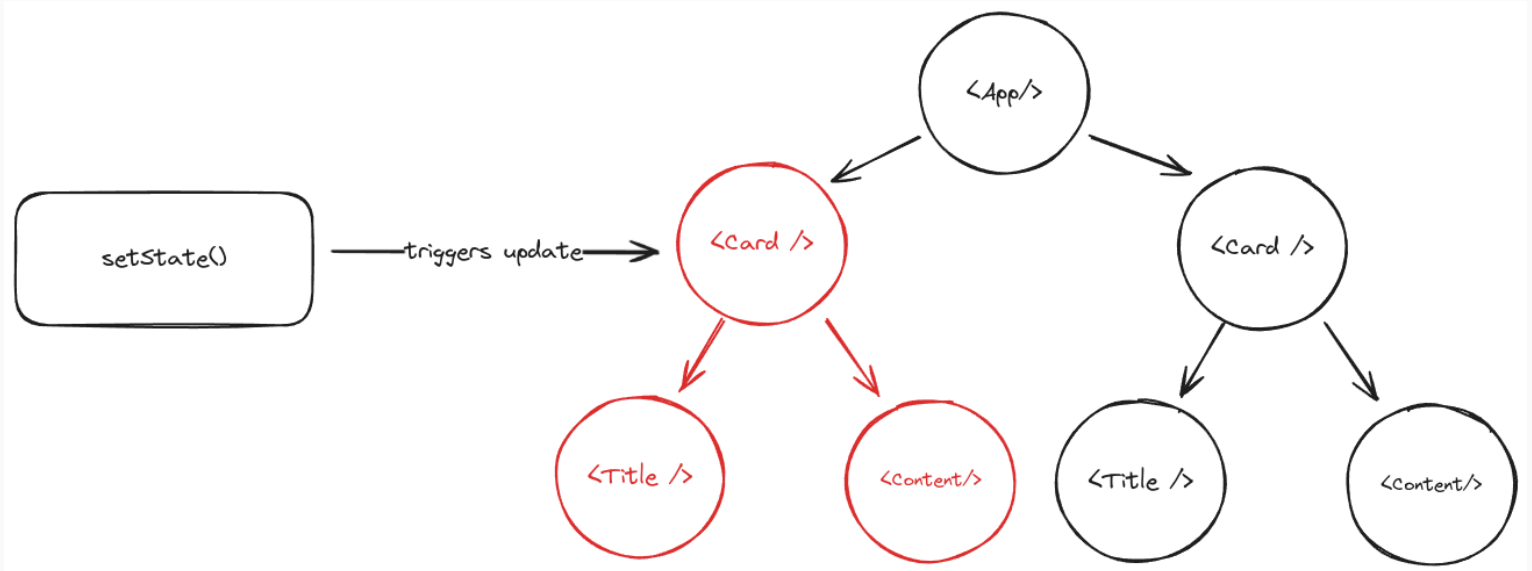 <App/>
setState()
triggers update
<Card />
<Card />
<Title />
<Content/>
<Title />
<Content/>